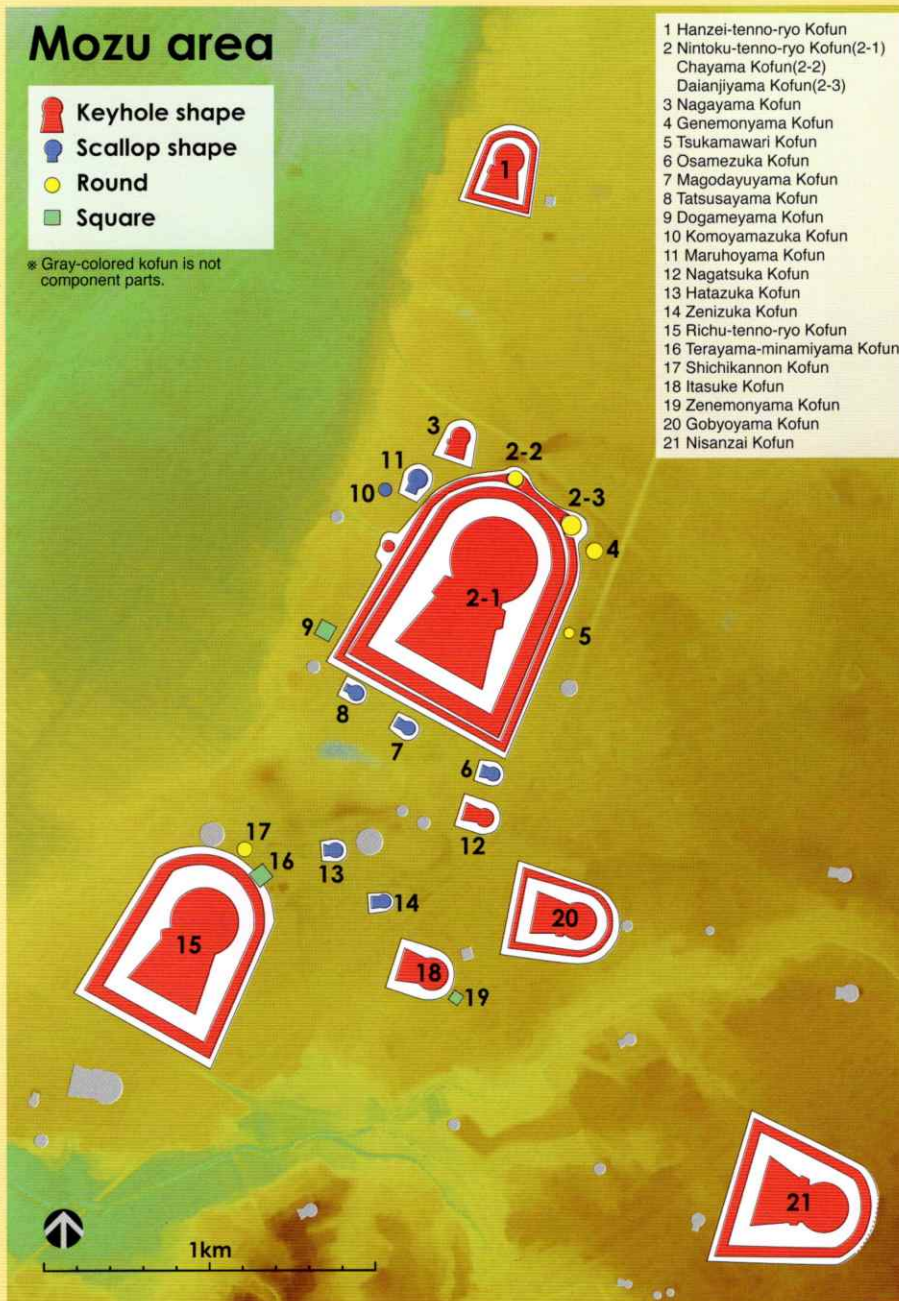 Mozu area
Keyhole shape
Scallop shape
Round
Square
※ Gray-colored kofun is not
component parts.
1 Hanzei-tenno-ryo Kofun
2 Nintoku-tenno-ryo Kofun(2-1)
Chayama Kofun(2-2)
Daianjiyama Kofun(2-3)
3 Nagayama Kofun
4 Genemonyama Kofun
5 Tsukamawari Kofun
6 Osamezuka Kofun
7 Magodayuyama Kofun
8 Tatsusayama Kofun
9 Dogameyama Kofun
10 Komoyamazuka Kofun
11 Maruhoyama Kofun
12 Nagatsuka Kofun
13 Hatazuka Kofun
14 Zenizuka Kofun
15 Richu-tenno-ryo Kofun
16 Terayama-minamiyama Kofun
17 Shichikannon Kofun
18 Itasuke Kofun
19 Zenemonyama Kofun
20 Gobyoyama Kofun
21 Nisanzai Kofun
1
3
2-2
11
10
2-3
4
2-1
9
5
8
7
6
12
17
16
13
14
15
20
18
19
21
1km